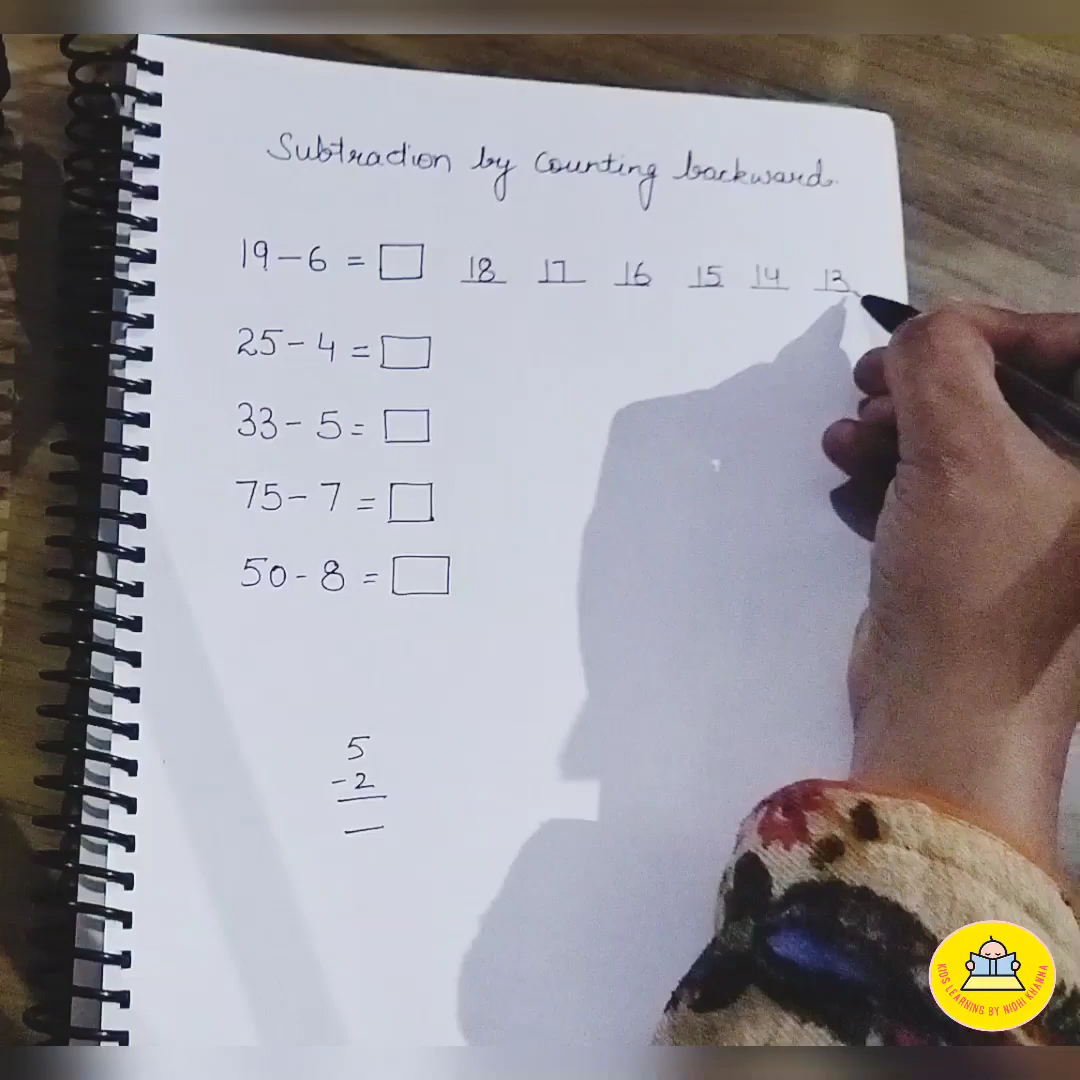 Subtraction by counting backward.
19 - 6 = 18 17 16 15 14 13
25 - 4 =
33 - 5 =
75 - 7 =
50 - 8 =
5
- 2
KIDS LEARNING BY NIDHI KHANNA